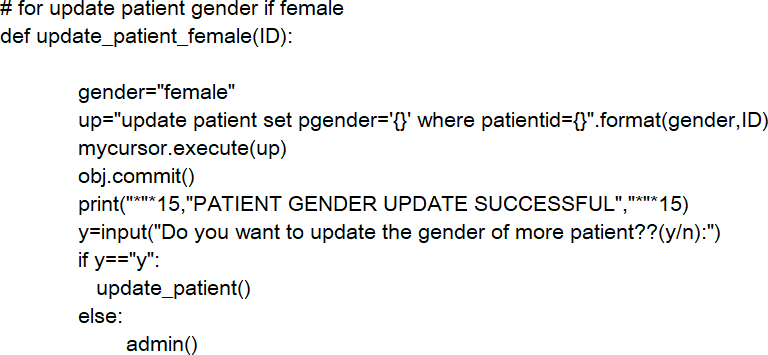 # for update patient gender if female
def update_patient_female(ID):
gender="female"
up="update patient set pgender='{}' where patientid={}".format(gender,ID)
mycursor.execute(up)
obj.commit()
print("*"*15,"PATIENT GENDER UPDATE SUCCESSFUL","*"*15)
y=input("Do you want to update the gender of more patient??(y/n):")
if y=="y":
update_patient()
else:
admin()